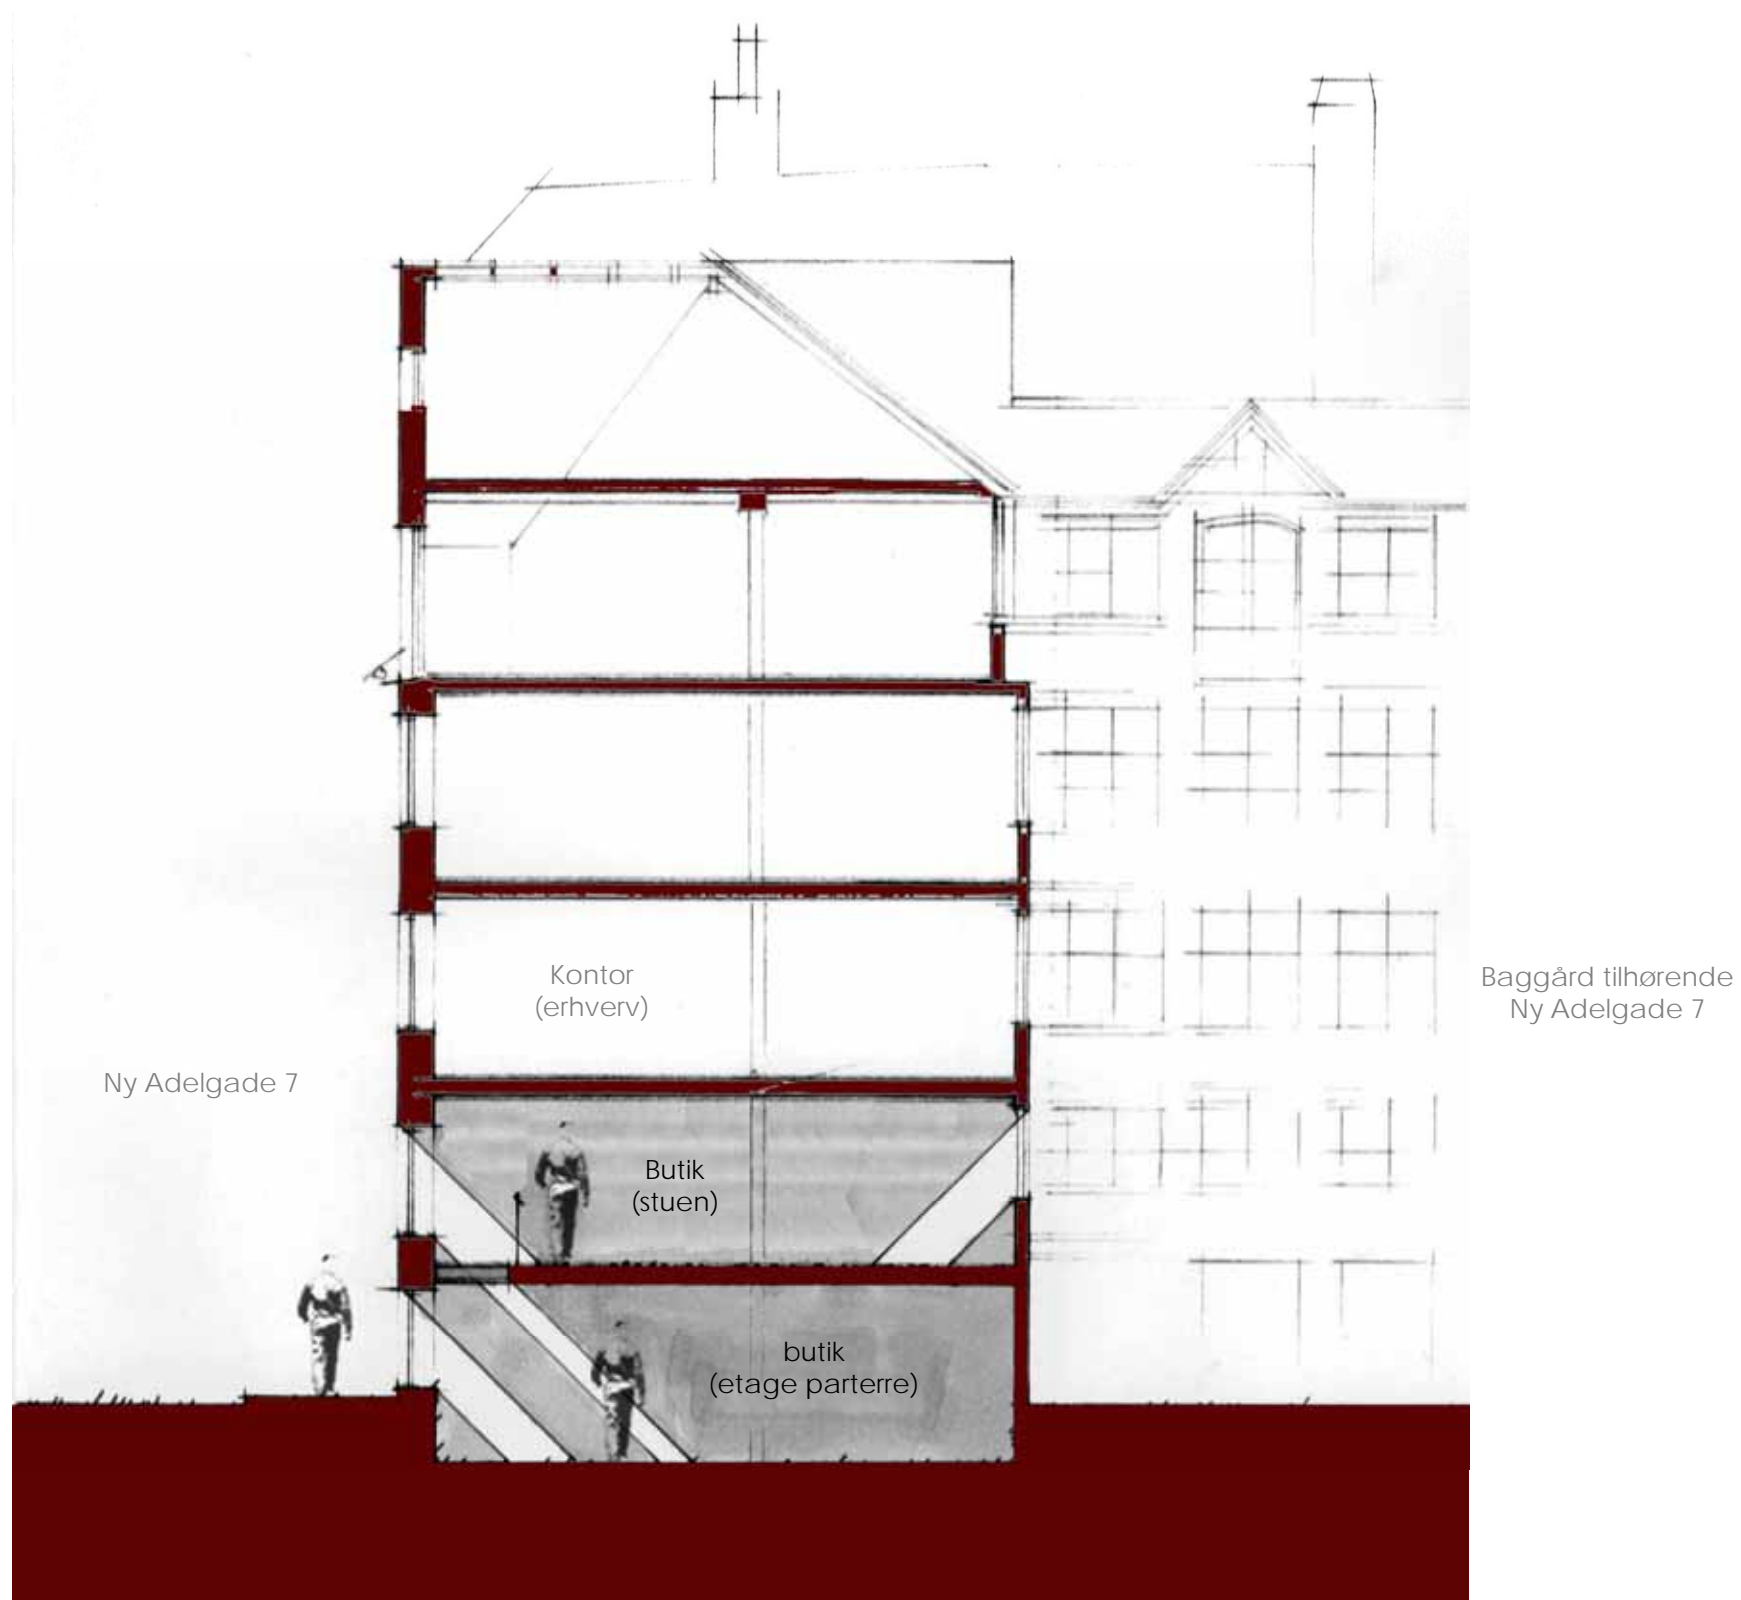 Kontor
(erhverv)
Baggård tilhørende
Ny Adelgade 7
Ny Adelgade 7
Butik
(stuen)
butik
(etage parterre)